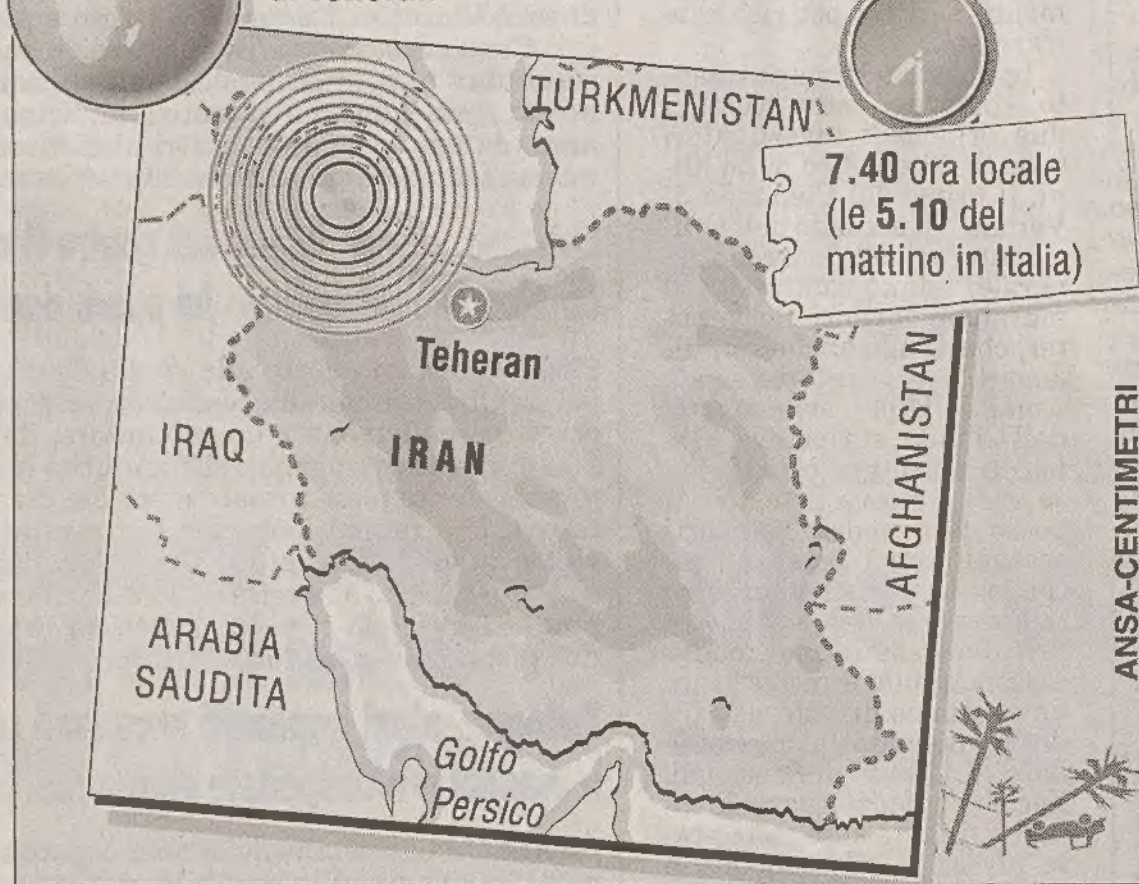 TURKMENISTAN
7.40 ora locale
(le 5.10 del
mattino in Italia)
Teheran
IRAQ
IRAN
AFGHANISTAN
ARABIA
SAUDITA
Golfo
Persico
ANSA-CENTIMETRI